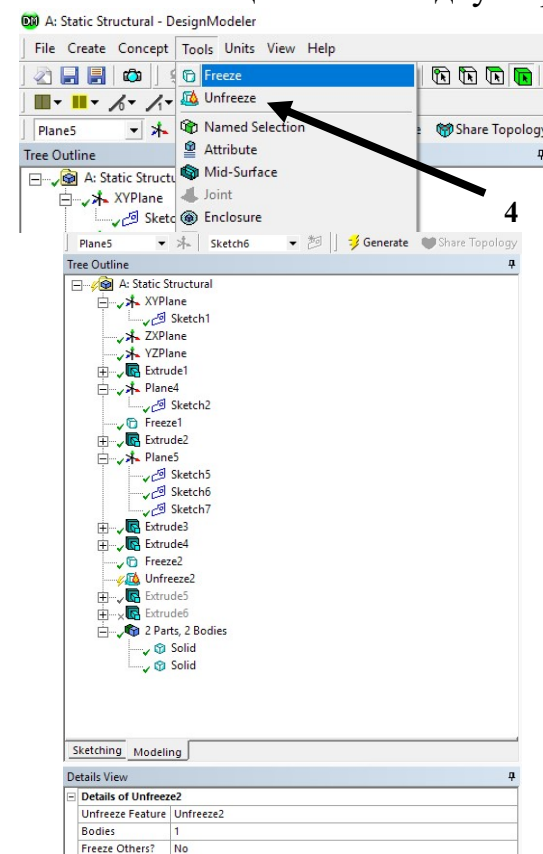 A: Static Structural - DesignModeler
File Create Concept Tools Units View Help
Freeze
Unfreeze
Plane5
Named Selection
Share Topology
Tree Outline
Attribute
A: Static Structu
Mid-Surface
XYPlane
Joint
Sketc
Enclosure
4
Plane5 Sketch6 Generate Share Topology
Tree Outline
A: Static Structural
XYPlane
Sketch1
ZXPlane
YZPlane
Extrude1
Plane4
Sketch2
Freeze1
Extrude2
Plane5
Sketch5
Sketch6
Sketch7
Extrude3
Extrude4
Freeze2
Unfreeze2
Extrude5
Extrude6
2 Parts, 2 Bodies
Solid
Solid
Sketching Modeling
Details View
Details of Unfreeze2
Unfreeze Feature Unfreeze2
Bodies 1
Freeze Others? No